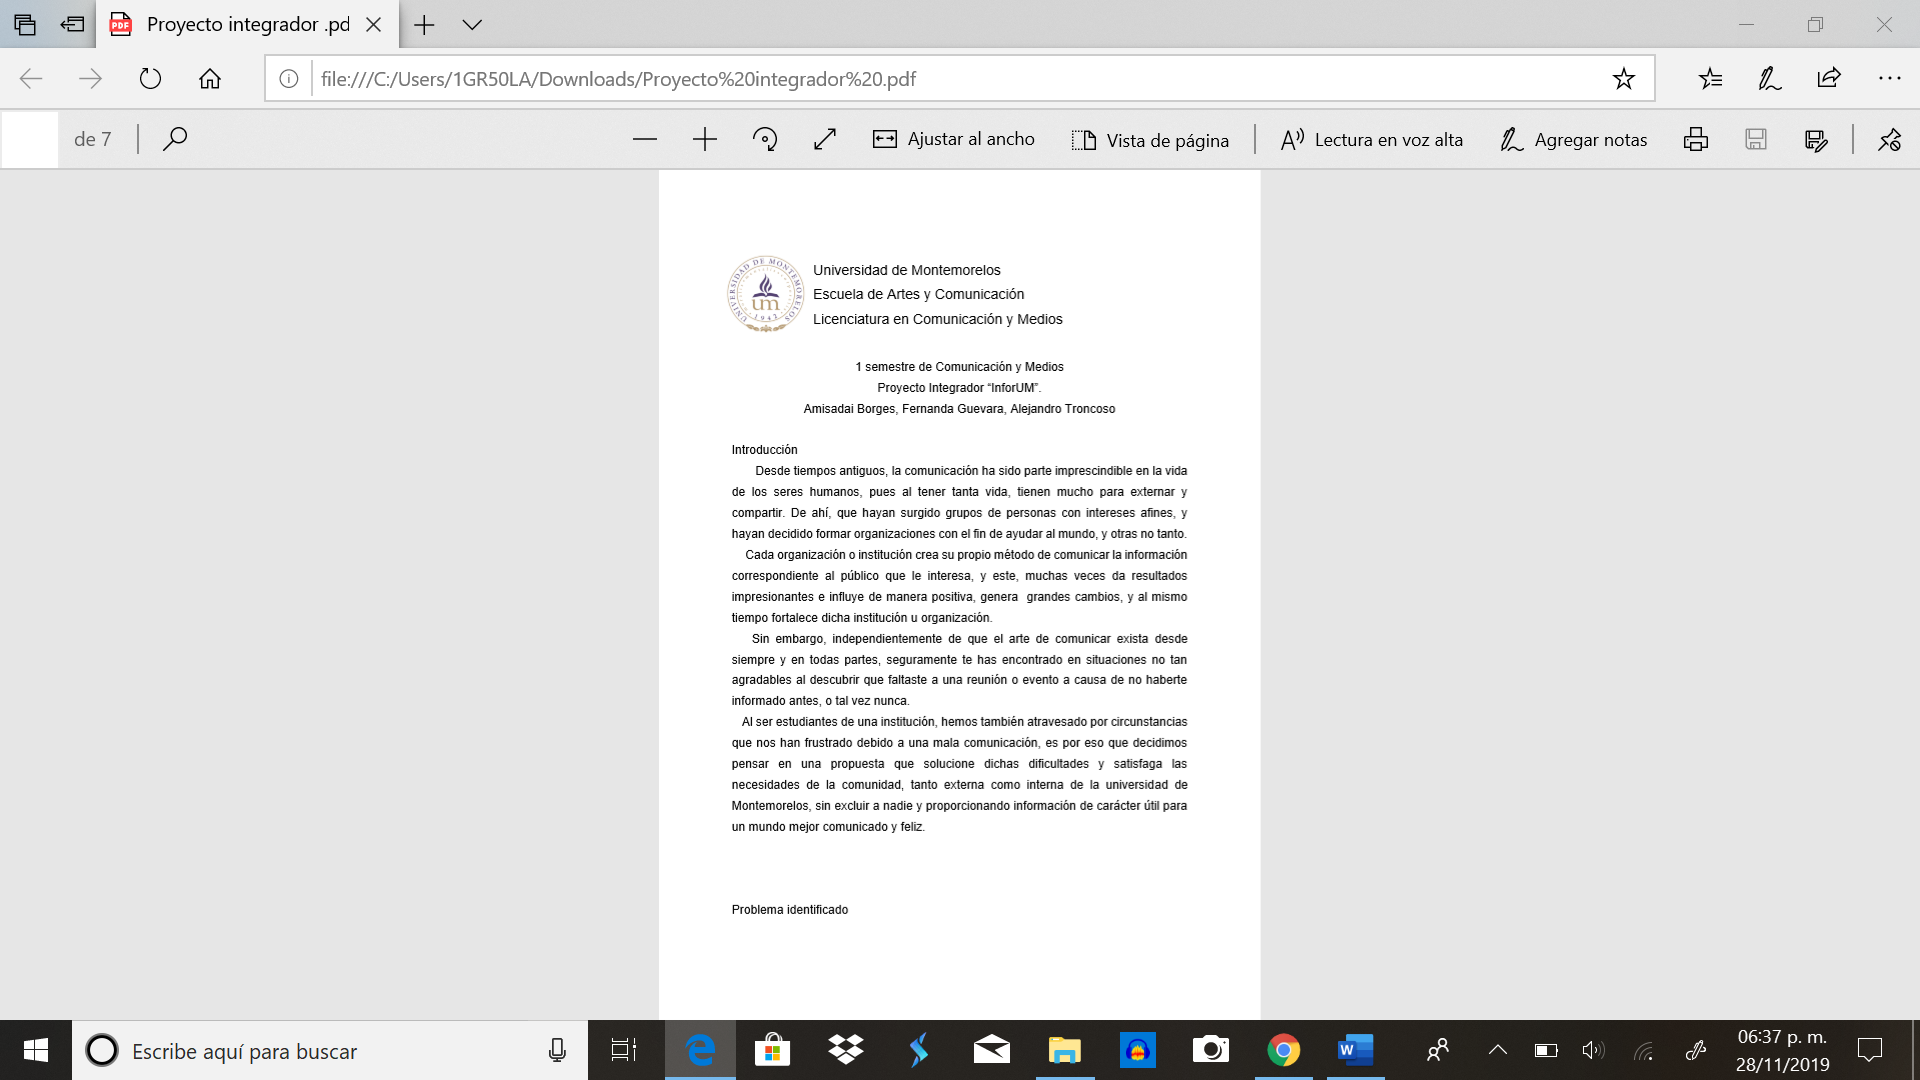 Proyecto integrador .pd
file:///C:/Users/1GR50LA/Downloads/Proyecto%20integrador%20.pdf
de 7
Ajustar al ancho
Vista de página
Lectura en voz alta
Agregar notas
UNIVERSIDAD DE MONTEMORELOS
um
1942
Universidad de Montemorelos
Escuela de Artes y Comunicación
Licenciatura en Comunicación y Medios
1 semestre de Comunicación y Medios
Proyecto Integrador “InforUM”.
Amisadai Borges, Fernanda Guevara, Alejandro Troncoso
Introducción
Desde tiempos antiguos, la comunicación ha sido parte imprescindible en la vida
de los seres humanos, pues al tener tanta vida, tienen mucho para externar y
compartir. De ahí, que hayan surgido grupos de personas con intereses afines, y
hayan decidido formar organizaciones con el fin de ayudar al mundo, y otras no tanto.
Cada organización o institución crea su propio método de comunicar la información
correspondiente al público que le interesa, y este, muchas veces da resultados
impresionantes e influye de manera positiva, genera grandes cambios, y al mismo
tiempo fortalece dicha institución u organización.
Sin embargo, independientemente de que el arte de comunicar exista desde
siempre y en todas partes, seguramente te has encontrado en situaciones no tan
agradables al descubrir que faltaste a una reunión o evento a causa de no haberte
informado antes, o tal vez nunca.
Al ser estudiantes de una institución, hemos también atravesado por circunstancias
que nos han frustrado debido a una mala comunicación, es por eso que decidimos
pensar en una propuesta que solucione dichas dificultades y satisfaga las
necesidades de la comunidad, tanto externa como interna de la universidad de
Montemorelos, sin excluir a nadie y proporcionando información de carácter útil para
un mundo mejor comunicado y feliz.
Problema identificado
Escribe aquí para buscar
06:37 p. m.
28/11/2019